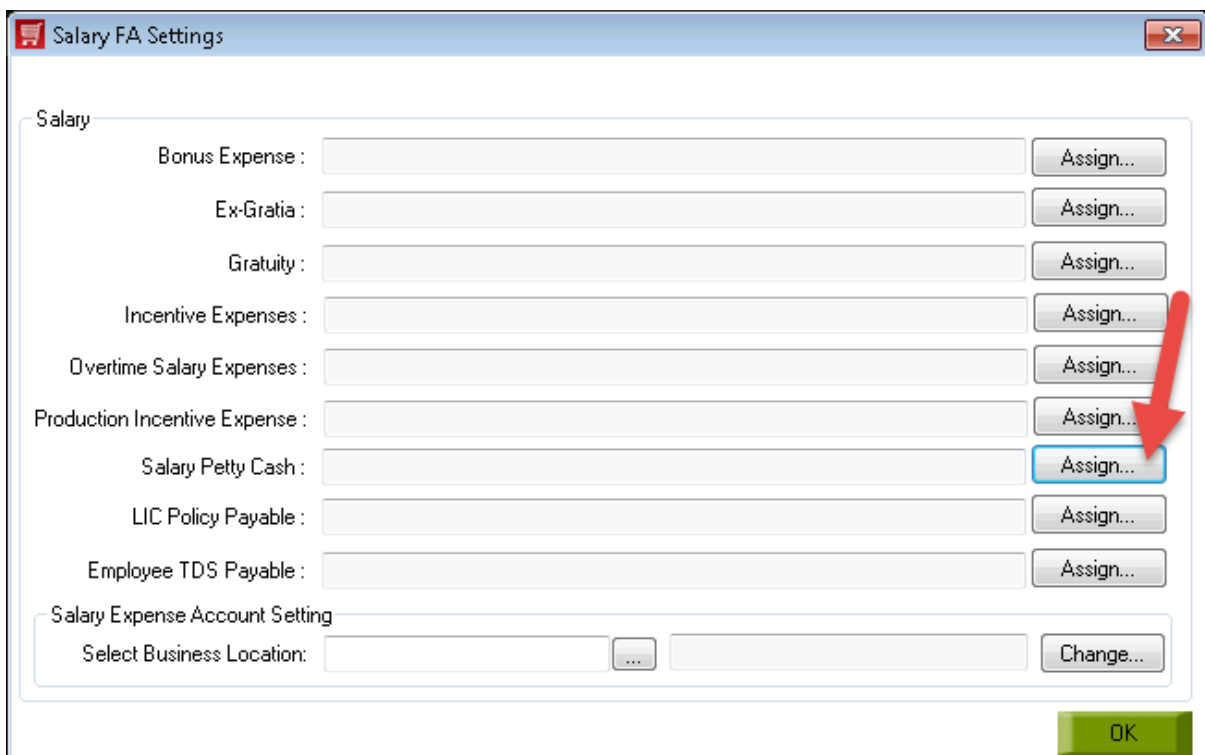 Salary FA Settings
Salary
Bonus Expense : Assign...
Ex-Gratia : Assign...
Gratuity : Assign...
Incentive Expenses : Assign...
Overtime Salary Expenses : Assign...
Production Incentive Expense : Assign...
Salary Petty Cash : Assign...
LIC Policy Payable : Assign...
Employee TDS Payable : Assign...
Salary Expense Account Setting
Select Business Location: ... Change...
OK